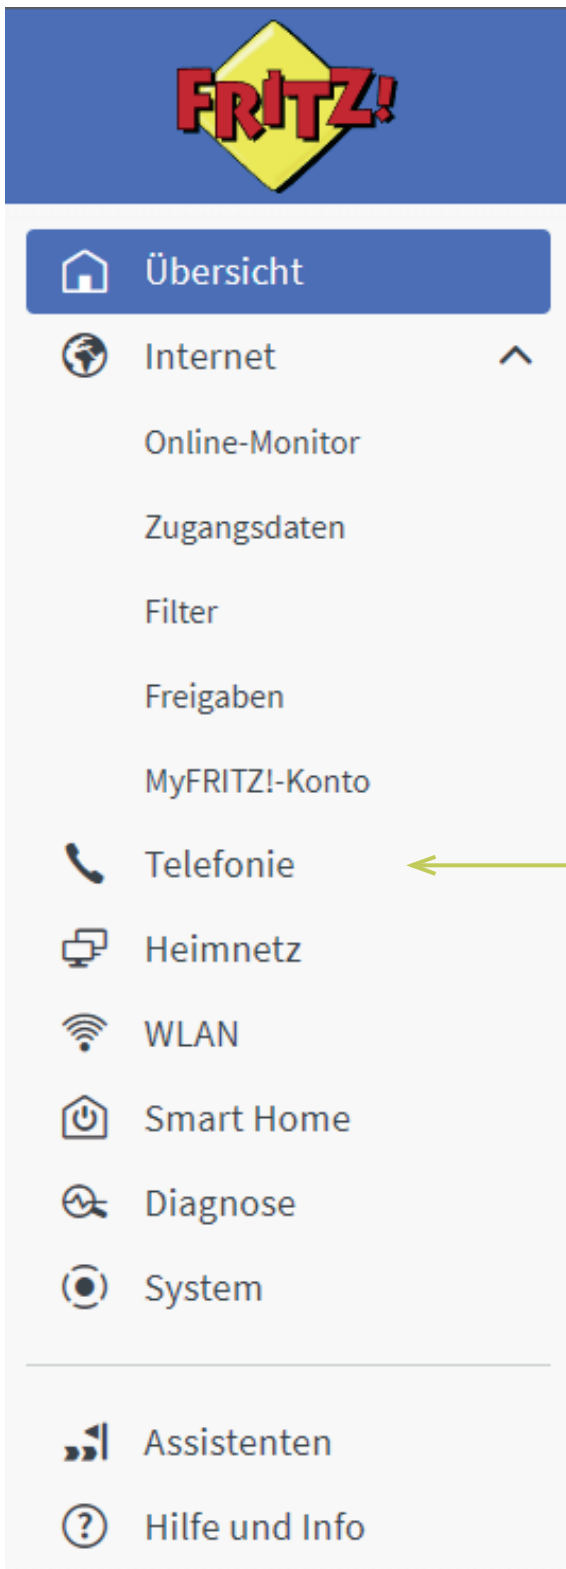 FRITZ!
Übersicht
Internet
Online-Monitor
Zugangsdaten
Filter
Freigaben
MyFRITZ!-Konto
Telefonie
Heimnetz
WLAN
Smart Home
Diagnose
System
Assistenten
Hilfe und Info